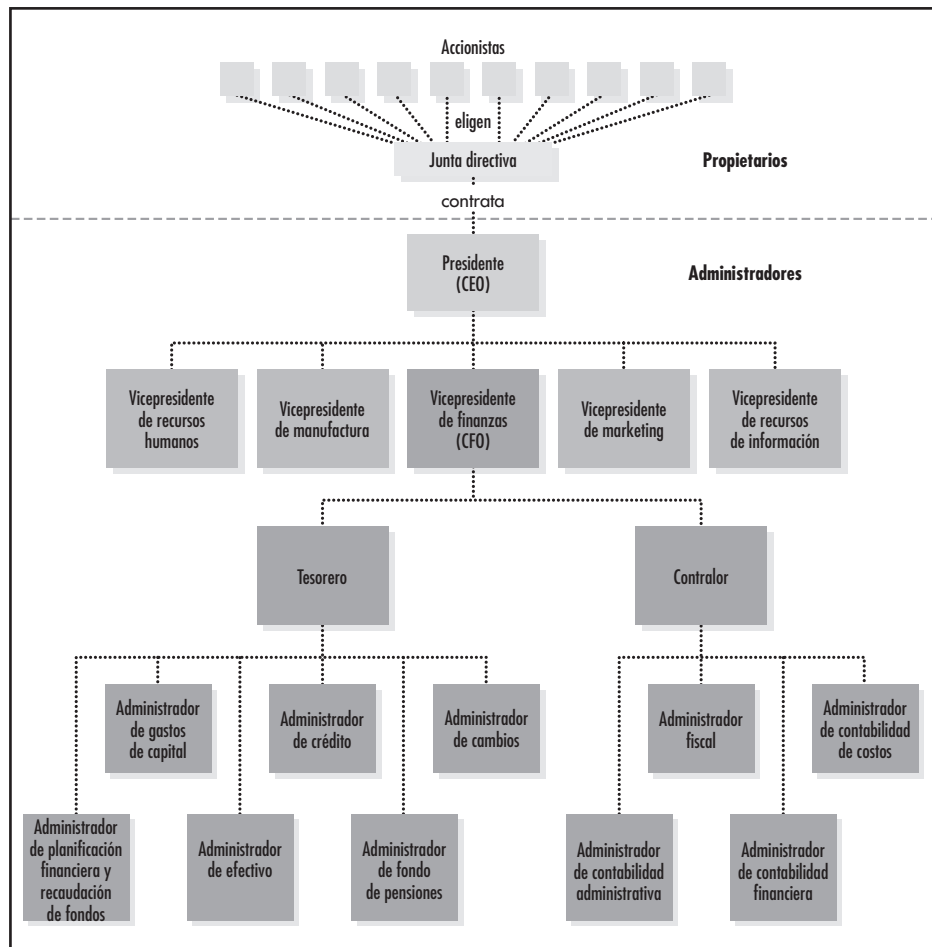 Accionistas
eligen
Junta directiva
Propietarios
contrata
Presidente
(CEO)
Administradores
Vicepresidente
de recursos
humanos
Vicepresidente
de manufactura
Vicepresidente
de finanzas
(CFO)
Vicepresidente
de marketing
Vicepresidente
de recursos
de información
Tesorero
Contralor
Administrador
de gastos
de capital
Administrador
de crédito
Administrador
de cambios
Administrador
fiscal
Administrador
de contabilidad
de costos
Administrador
de planificación
financiera y
recaudación
de fondos
Administrador
de efectivo
Administrador
de fondo
de pensiones
Administrador
de contabilidad
administrativa
Administrador
de contabilidad
financiera